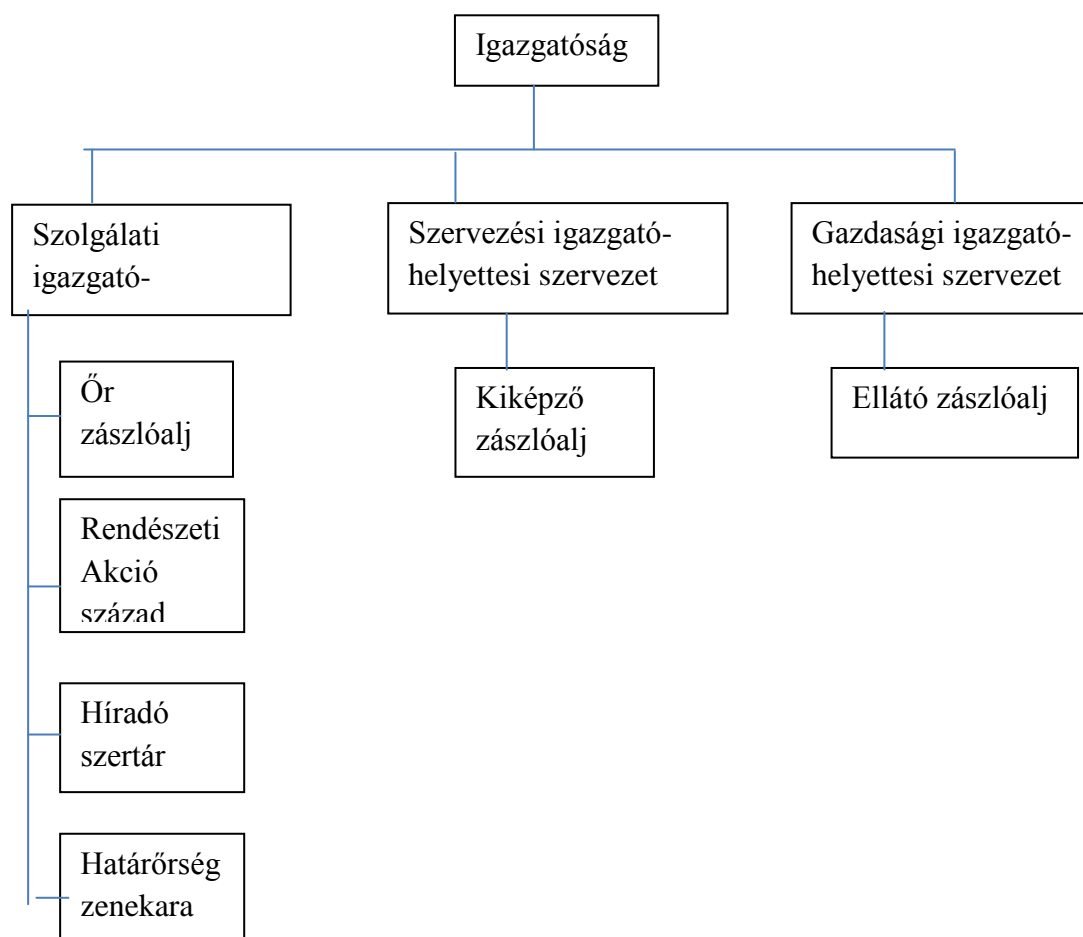 Igazgatóság
Szolgálati
igazgató-
Szervezési igazgató-
helyettesi szervezet
Gazdasági igazgató-
helyettesi szervezet
Őr
zászlóalj
Kiképző
zászlóalj
Ellátó zászlóalj
Rendészeti
Akció
század
Híradó
szertár
Határőrség
zenekara